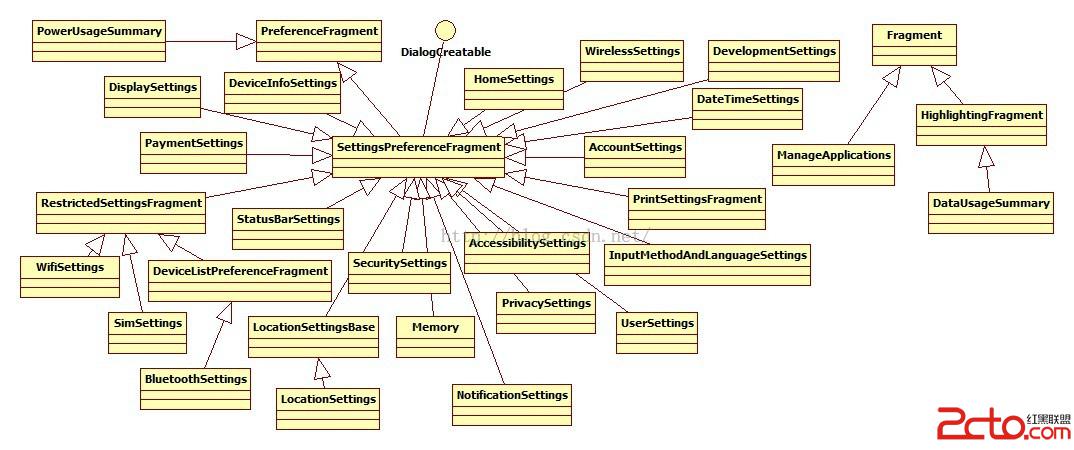 PowerUsageSummary
PreferenceFragment
DialogCreatable
WirelessSettings
DevelopmentSettings
Fragment
DisplaySettings
DeviceInfoSettings
HomeSettings
DateTimeSettings
HighlightingFragment
PaymentSettings
SettingsPreferenceFragment
AccountSettings
ManageApplications
RestrictedSettingsFragment
StatusBarSettings
PrintSettingsFragment
DataUsageSummary
http://blog.csdn.net/
AccessibilitySettings
InputMethodAndLanguageSettings
WifiSettings
DeviceListPreferenceFragment
SecuritySettings
PrivacySettings
SimSettings
LocationSettingsBase
Memory
UserSettings
BluetoothSettings
LocationSettings
NotificationSettings
2cto.com
红黑联盟